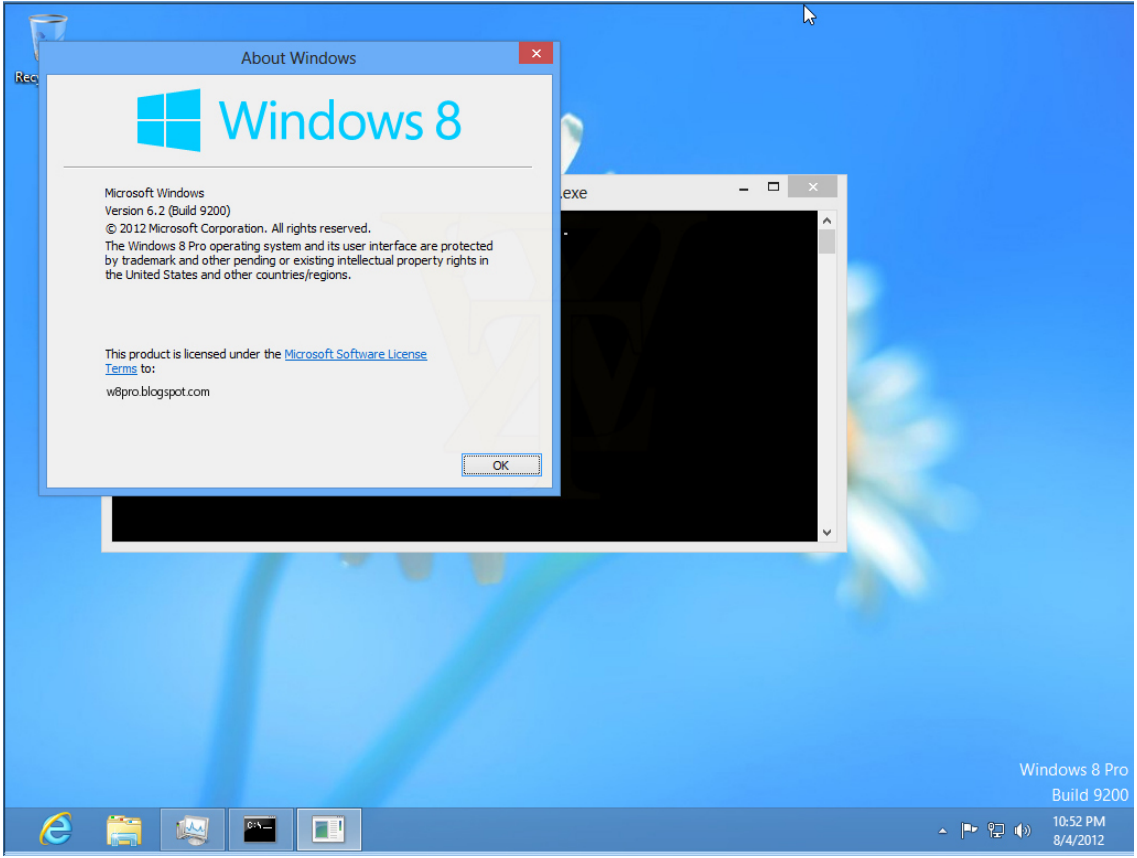 Rec
About Windows
Windows 8
.exe
Microsoft Windows
Version 6.2 (Build 9200)
© 2012 Microsoft Corporation. All rights reserved.
The Windows 8 Pro operating system and its user interface are protected
by trademark and other pending or existing intellectual property rights in
the United States and other countries/regions.
This product is licensed under the Microsoft Software License
Terms to:
w8pro.blogspot.com
OK
Windows 8 Pro
Build 9200
C:\_
10:52 PM
8/4/2012